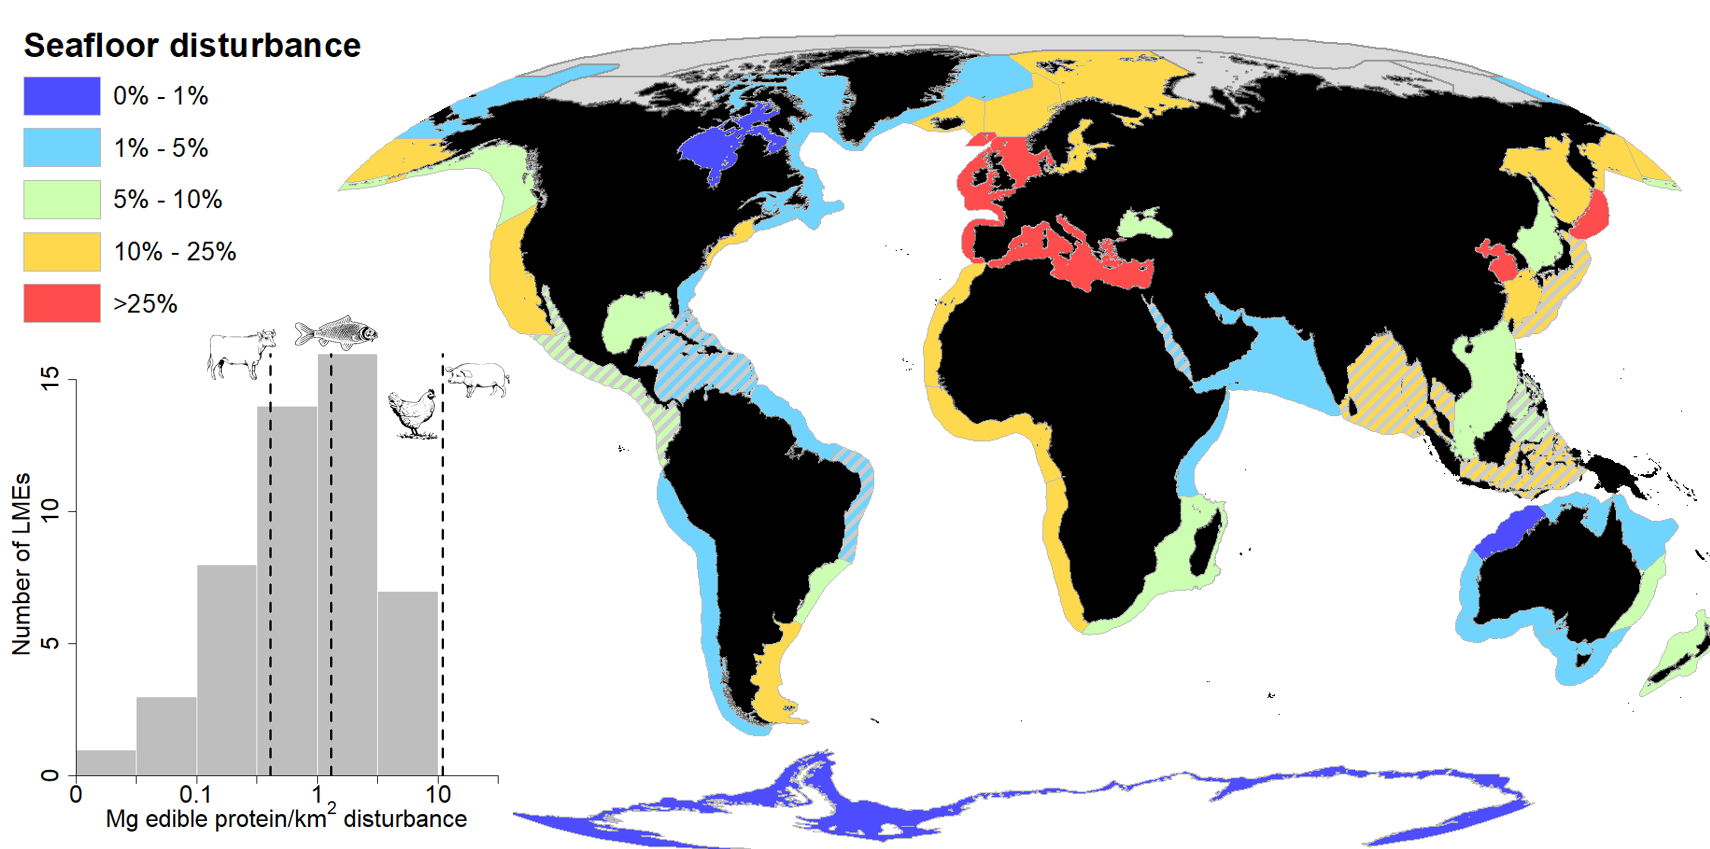 Seafloor disturbance
0% - 1%
1% - 5%
5% - 10%
10% - 25%
>25%
15
10
5
0
Number of LMEs
0 0.1 1 10
Mg edible protein/km² disturbance